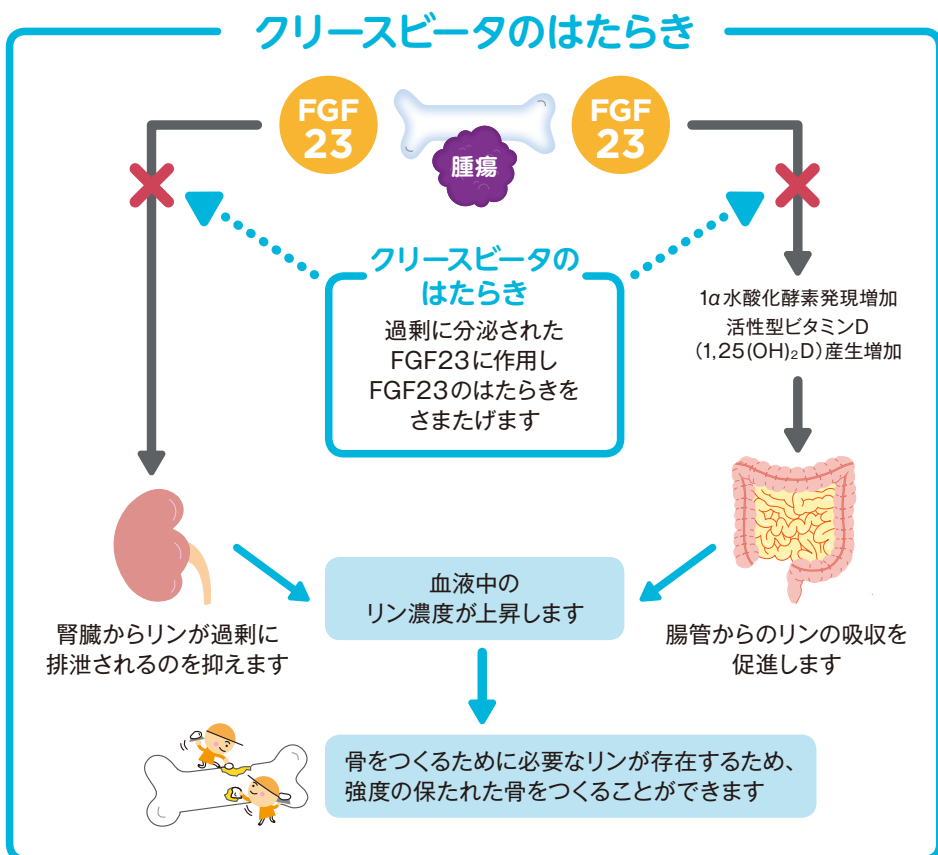 クリースビータのはたらき
FGF
23
FGF
23
腫瘍
クリースビータの
はたらき
過剰に分泌された
FGF23に作用し
FGF23のはたらきを
さまたげます
1α水酸化酵素発現増加
活性型ビタミンD
（1,25(OH)₂D）産生増加
腎臓からリンが過剰に
排泄されるのを抑えます
血液中の
リン濃度が上昇します
腸管からのリンの吸収を
促進します
骨をつくるために必要なリンが存在するため、
強度の保たれた骨をつくることができます